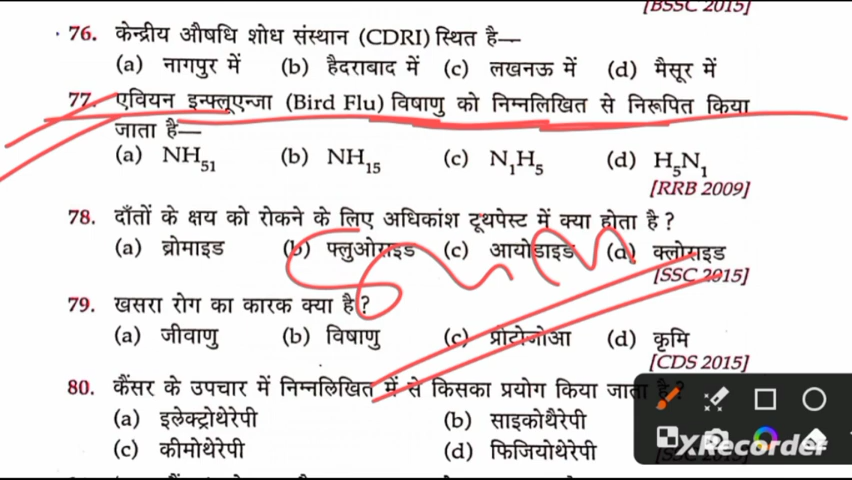 [BSSC 2015]
76. केन्द्रीय औषधि शोध संस्थान (CDRI) स्थित है—
(a) नागपुर में (b) हैदराबाद में (c) लखनऊ में (d) मैसूर में
77. एवियन इन्फ्लूएन्जा (Bird Flu) विषाणु को निम्नलिखित से निरूपित किया
जाता है—
(a) NH₅₁ (b) NH₁₅ (c) N₁H₅ (d) H₅N₁
[RRB 2009]
78. दाँतों के क्षय को रोकने के लिए अधिकांश टूथपेस्ट में क्या होता है ?
(a) ब्रोमाइड (b) फ्लुओराइड (c) आयोडाइड (d) क्लोराइड
[SSC 2015]
79. खसरा रोग का कारक क्या है ?
(a) जीवाणु (b) विषाणु (c) प्रोटोजोआ (d) कृमि
[CDS 2015]
80. कैंसर के उपचार में निम्नलिखित में से किसका प्रयोग किया जाता है ?
(a) इलेक्ट्रोथेरेपी (b) साइकोथैरेपी
(c) कीमोथेरेपी (d) फिजियोथेरेपी
XRecorder